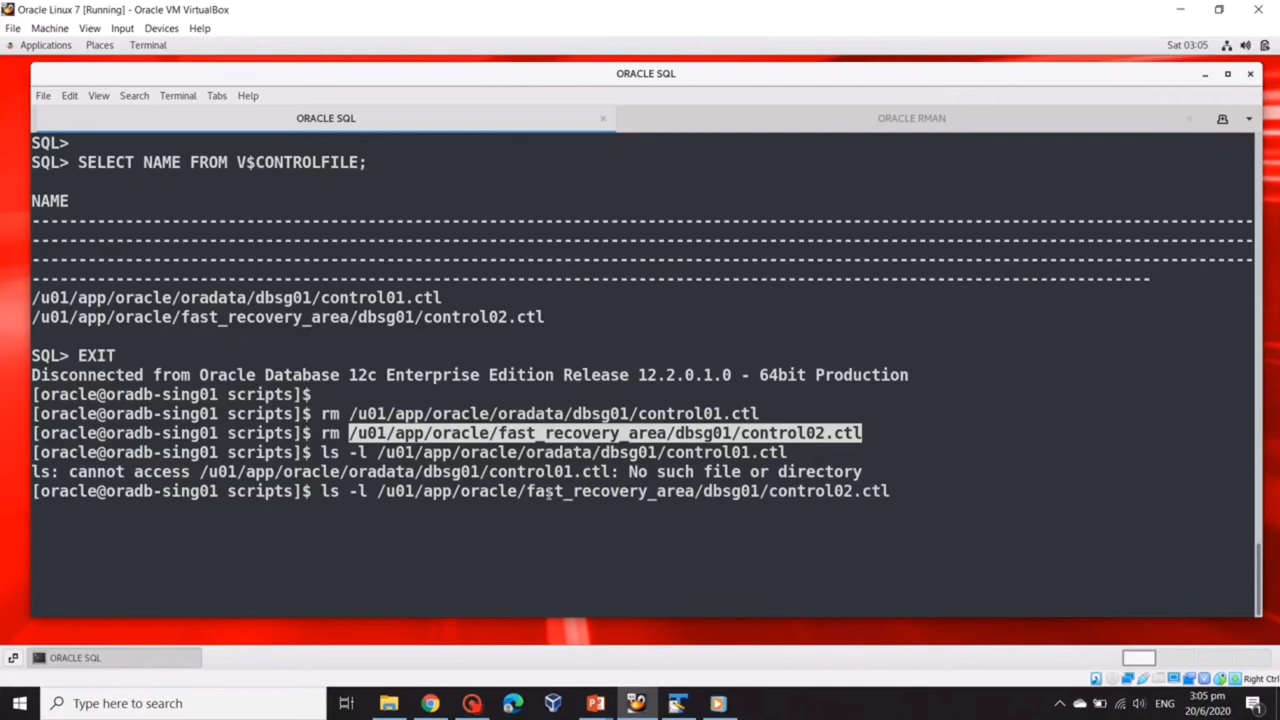 Oracle Linux 7 [Running] - Oracle VM VirtualBox
File Machine View Input Devices Help
Applications Places Terminal Sat 03:05
ORACLE SQL
File Edit View Search Terminal Tabs Help
ORACLE SQL ORACLE RMAN
SQL>
SQL> SELECT NAME FROM V$CONTROLFILE;
NAME
--------------------------------------------------------------------------------
--------------------------------------------------------------------------------
--------------------------------------------------------------------------------
--------------------------------------------------------------------------------
/u01/app/oracle/oradata/dbsg01/control01.ctl
/u01/app/oracle/fast_recovery_area/dbsg01/control02.ctl
SQL> EXIT
Disconnected from Oracle Database 12c Enterprise Edition Release 12.2.0.1.0 - 64bit Production
[oracle@oradb-sing01 scripts]$
[oracle@oradb-sing01 scripts]$ rm /u01/app/oracle/oradata/dbsg01/control01.ctl
[oracle@oradb-sing01 scripts]$ rm /u01/app/oracle/fast_recovery_area/dbsg01/control02.ctl
[oracle@oradb-sing01 scripts]$ ls -l /u01/app/oracle/oradata/dbsg01/control01.ctl
ls: cannot access /u01/app/oracle/oradata/dbsg01/control01.ctl: No such file or directory
[oracle@oradb-sing01 scripts]$ ls -l /u01/app/oracle/fast_recovery_area/dbsg01/control02.ctl
ORACLE SQL
Right Ctrl
Type here to search
ENG
3:05 pm
20/6/2020
1